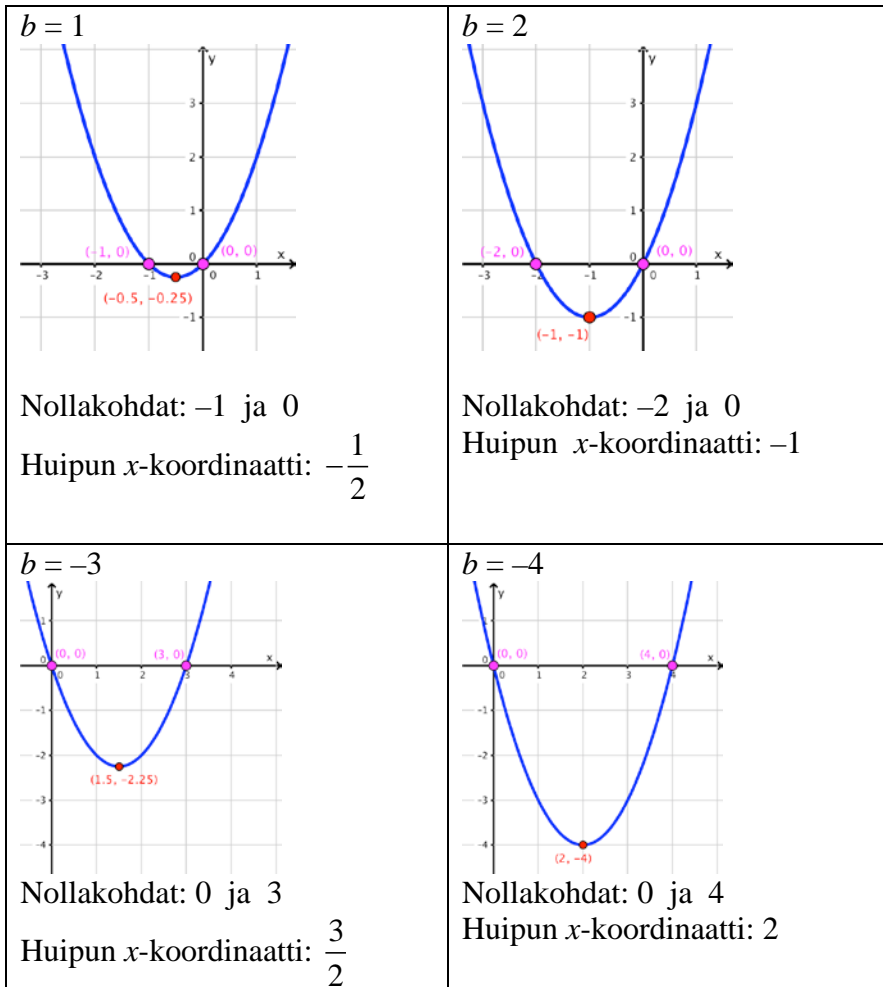 b = 1
y
3
2
1
(-1, 0)
0
(0, 0)
x
-3
-2
-1
0
1
(-0.5, -0.25)
-1
Nollakohdat: –1 ja 0
Huipun x-koordinaatti: –1/2
b = 2
y
3
2
1
(-2, 0)
0
(0, 0)
x
-3
-2
-1
0
1
-1
(-1, -1)
Nollakohdat: –2 ja 0
Huipun x-koordinaatti: –1
b = –3
y
1
0
(0, 0)
(3, 0)
x
0
1
2
3
4
-1
-2
(1.5, -2.25)
-3
-4
Nollakohdat: 0 ja 3
Huipun x-koordinaatti: 3/2
b = –4
y
1
0
(0, 0)
(4, 0)
x
0
1
2
3
4
-1
-2
-3
-4
(2, -4)
Nollakohdat: 0 ja 4
Huipun x-koordinaatti: 2